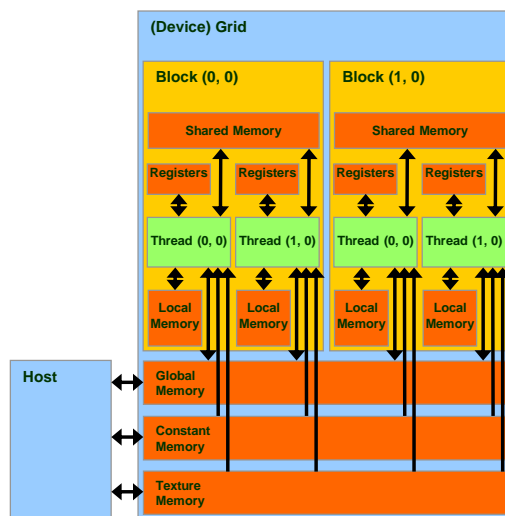 (Device) Grid
Block (0, 0)
Block (1, 0)
Shared Memory
Shared Memory
Registers
Registers
Registers
Registers
Thread (0, 0)
Thread (1, 0)
Thread (0, 0)
Thread (1, 0)
Local
Memory
Local
Memory
Local
Memory
Local
Memory
Host
Global
Memory
Constant
Memory
Texture
Memory